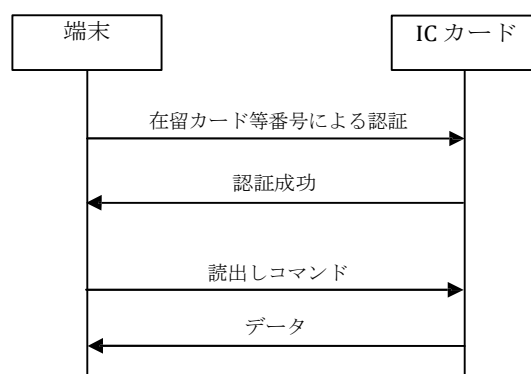 端末
IC カード
在留カード等番号による認証
認証成功
読出しコマンド
データ